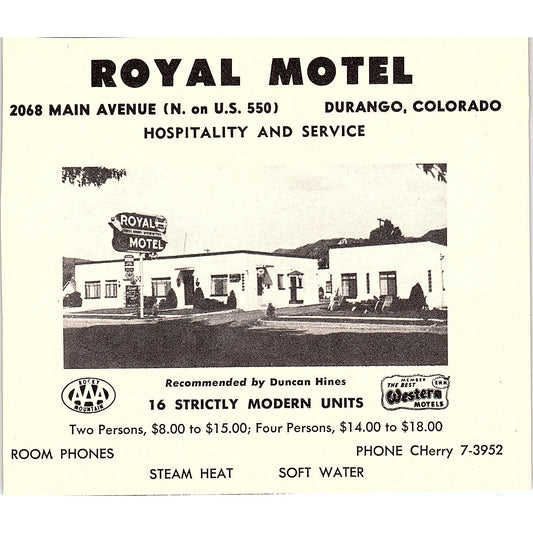 ROYAL MOTEL
2068 MAIN AVENUE (N. on U.S. 550) DURANGO, COLORADO
HOSPITALITY AND SERVICE
ROYAL
MOTEL
Recommended by Duncan Hines
16 STRICTLY MODERN UNITS
ROCKY
AAA
MOUNTAIN
MEMBER
THE BEST
Western
MOTELS
Two Persons, $8.00 to $15.00; Four Persons, $14.00 to $18.00
ROOM PHONES PHONE CHerry 7-3952
STEAM HEAT SOFT WATER